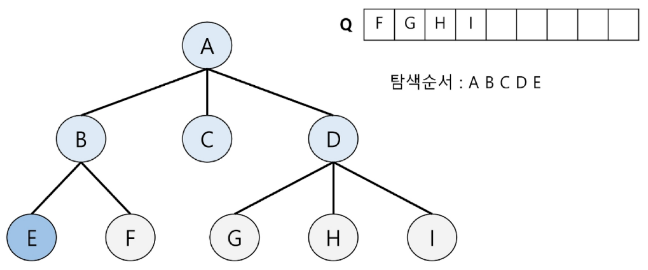 Q F G H I
A
탐색순서 : A B C D E
B C D
E F G H I